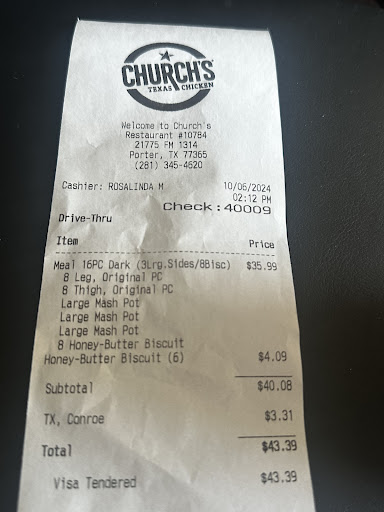 CHURCH'S
TEXAS CHICKEN
Welcome to Church's
Restaurant #10784
21775 FM 1314
Porter, TX 77365
(281) 345-4620
Cashier: ROSALINDA M 10/06/2024
02:12 PM
Check:40009
Drive-Thru
Item Price
Meal 16PC Dark (3Lrg.Sides/8Bisc) $35.99
8 Leg, Original PC
8 Thigh, Original PC
Large Mash Pot
Large Mash Pot
Large Mash Pot
8 Honey-Butter Biscuit
Honey-Butter Biscuit (6) $4.09
Subtotal $40.08
TX, Conroe $3.31
Total $43.39
Visa Tendered $43.39